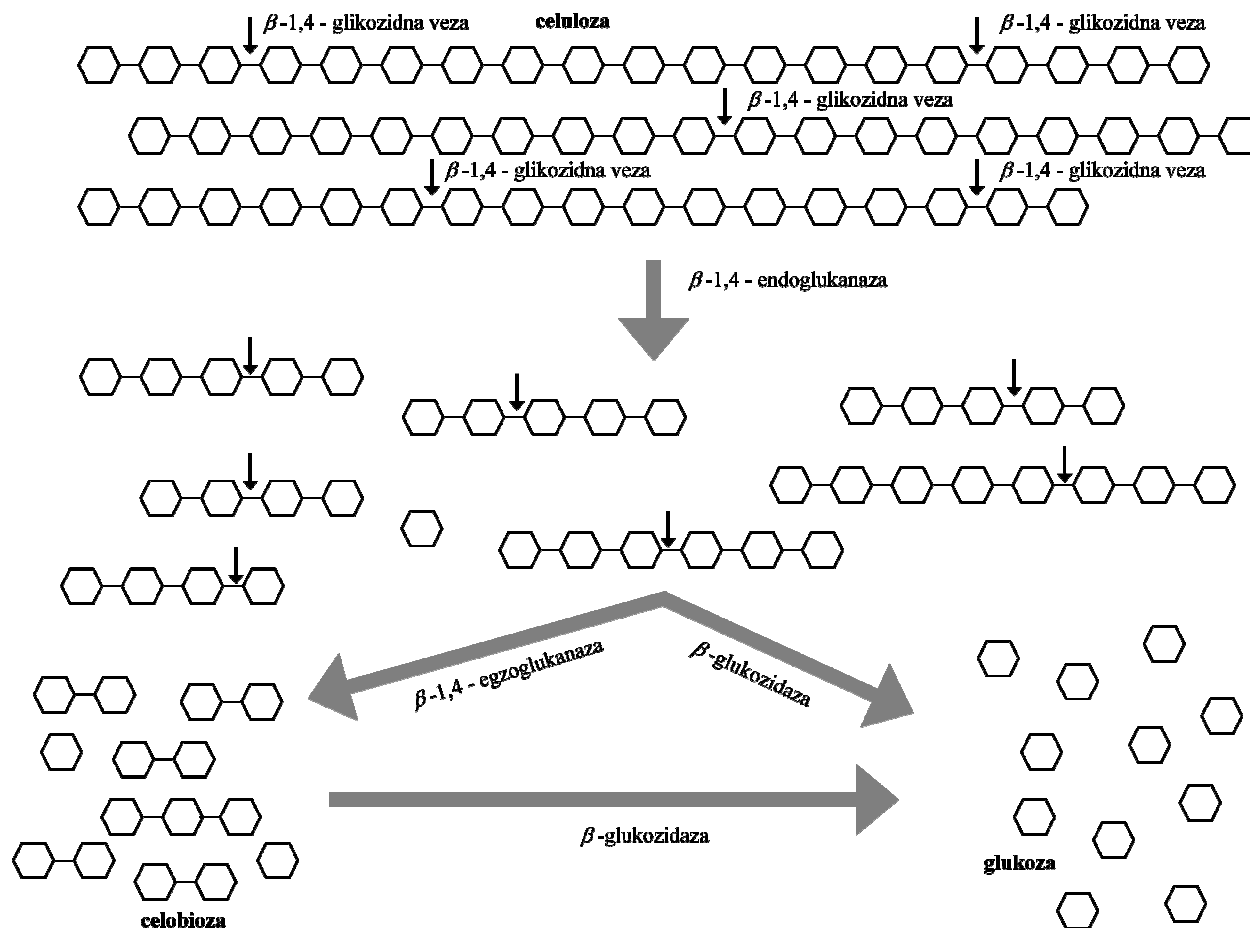 β-1,4 - glikozidna veza
celuloza
β-1,4 - glikozidna veza
β-1,4 - glikozidna veza
β-1,4 - glikozidna veza
β-1,4 - glikozidna veza
β-1,4 - endoglukanaza
β-1,4 - egzoglukanaza
β-glukozidaza
β-glukozidaza
glukoza
celobioza